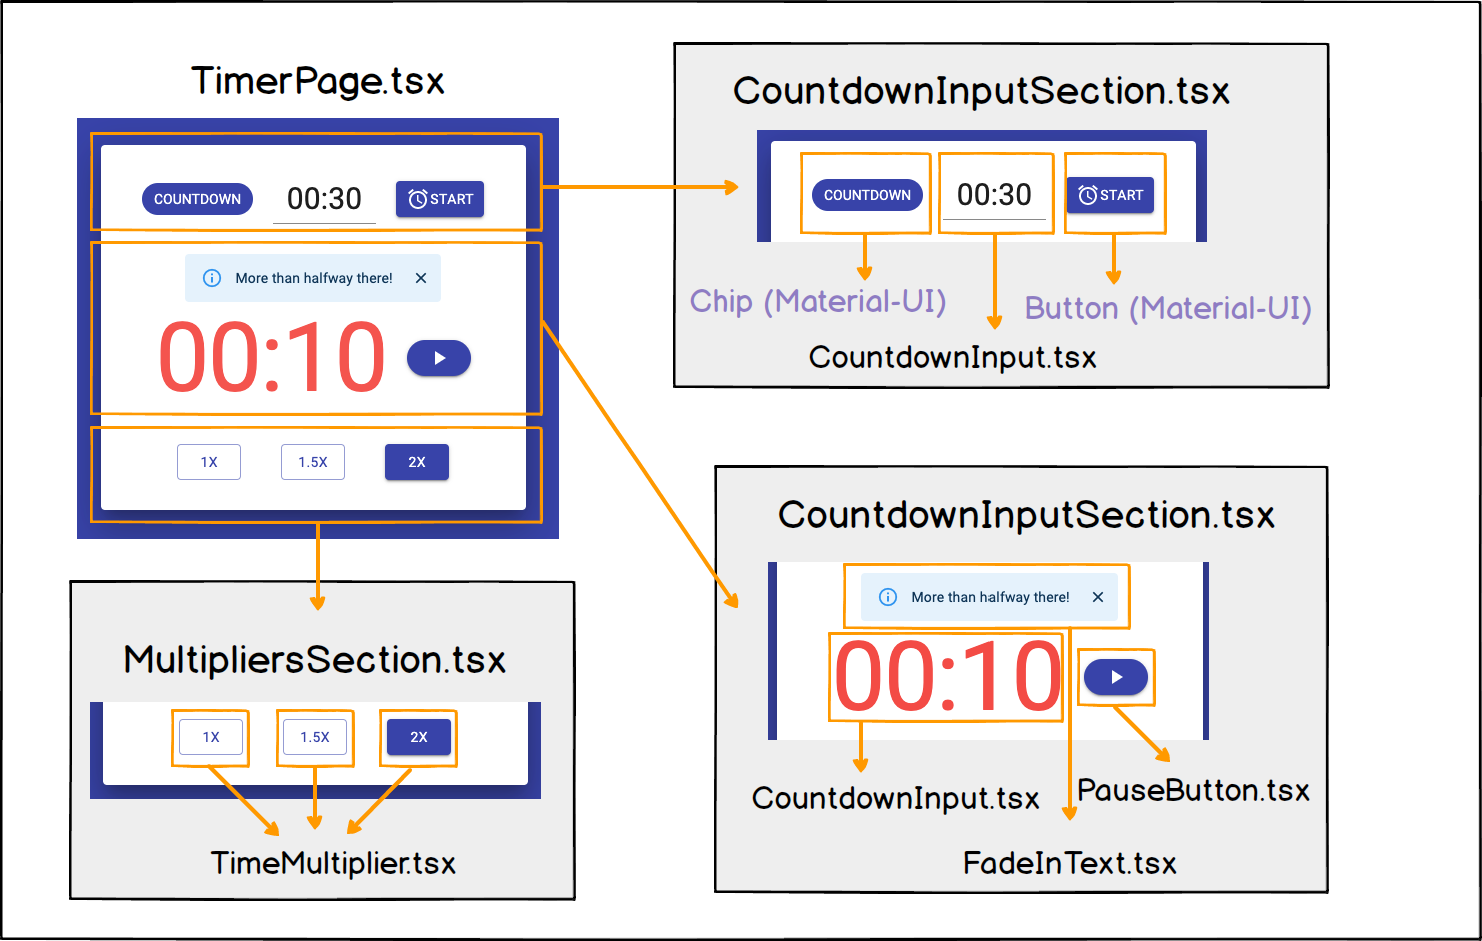 TimerPage.tsx
COUNTDOWN
00:30
START
More than halfway there!
00:10
1X
1.5X
2X
CountdownInputSection.tsx
COUNTDOWN
00:30
START
Chip (Material-UI)
Button (Material-UI)
CountdownInput.tsx
MultipliersSection.tsx
1X
1.5X
2X
TimeMultiplier.tsx
CountdownInputSection.tsx
More than halfway there!
00:10
CountdownInput.tsx
PauseButton.tsx
FadeInText.tsx